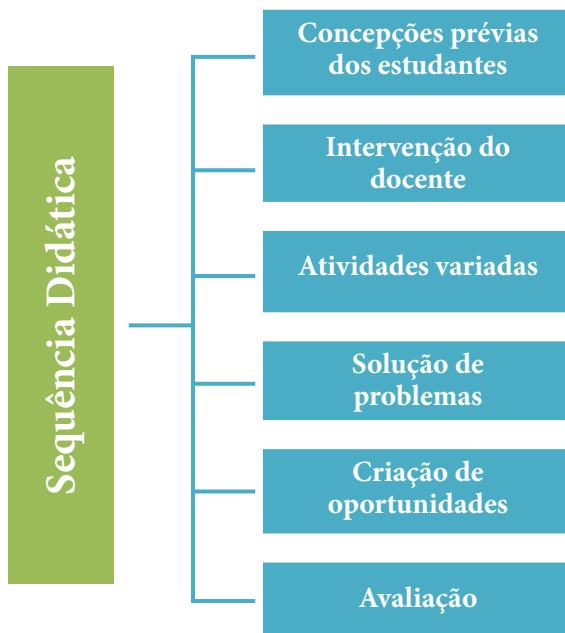 Sequência Didática
Concepções prévias
dos estudantes
Intervenção do
docente
Atividades variadas
Solução de
problemas
Criação de
oportunidades
Avaliação